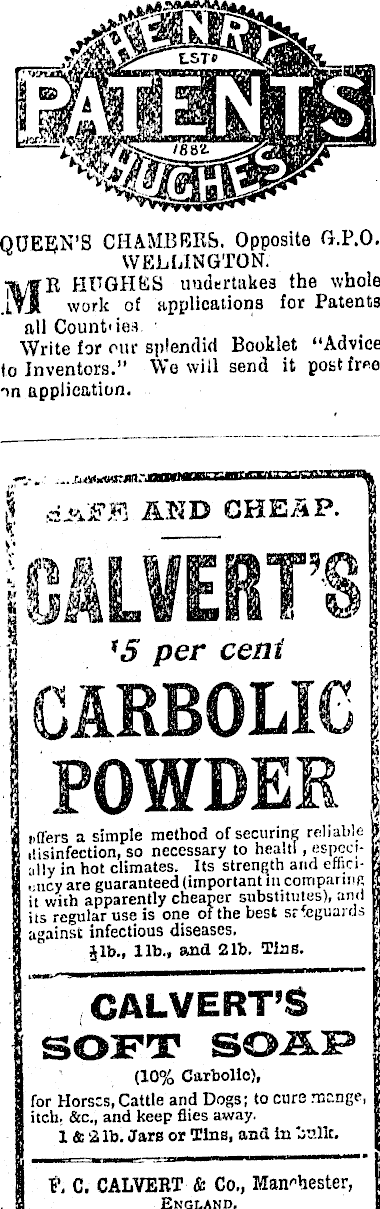 HENRY
ESTD
PATENTS
1882
HUGHES
QUEEN'S CHAMBERS, Opposite G.P.O.
WELLINGTON.
MR HUGHES undertakes the whole
work of applications for Patents
all Countries.
Write for our splendid Booklet "Advice
to Inventors." We will send it post free
on application.
SAFE AND CHEAP.
CALVERT'S
15 per cent
CARBOLIC
POWDER
offers a simple method of securing reliable
disinfection, so necessary to health, especi-
ally in hot climates. Its strength and effici-
ency are guaranteed (important in comparing
it with apparently cheaper substitutes), and
its regular use is one of the best safeguards
against infectious diseases.
½lb., 1lb., and 2lb. Tins.
CALVERT'S
SOFT SOAP
(10% Carbolic),
for Horses, Cattle and Dogs; to cure mange,
itch, &c., and keep flies away.
1 & 2 lb. Jars or Tins, and in bulk.
F. C. CALVERT & Co., Manchester,
ENGLAND.